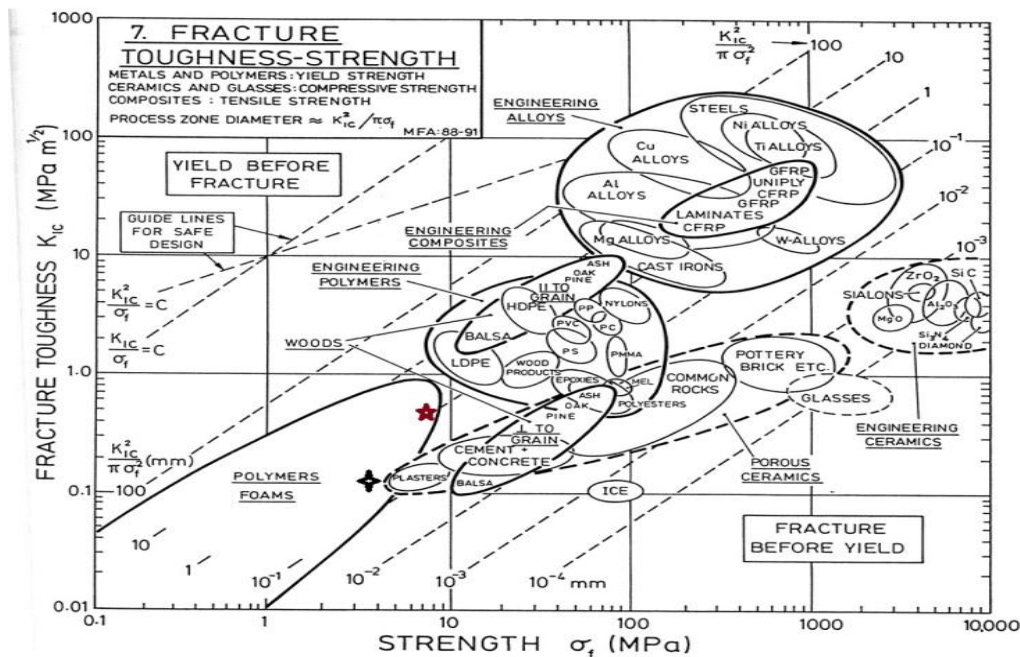 7. FRACTURE
TOUGHNESS-STRENGTH
METALS AND POLYMERS: YIELD STRENGTH
CERAMICS AND GLASSES: COMPRESSIVE STRENGTH
COMPOSITES : TENSILE STRENGTH
PROCESS ZONE DIAMETER ≈ K²IC/πσf
MFA: 88-91
K²IC/πσf²
100
10
1
10⁻¹
10⁻²
10⁻³
FRACTURE TOUGHNESS KIC (MPa m1/2)
1000
100
10
1.0
0.1
0.01
YIELD BEFORE
FRACTURE
GUIDE LINES
FOR SAFE
DESIGN
K²IC/σf = C
KIC/σf = C
ENGINEERING
ALLOYS
STEELS
Ni ALLOYS
Ti ALLOYS
Cu
ALLOYS
Al
ALLOYS
GFRP
UNIPLY
CFRP
GFRP
LAMINATES
CFRP
Mg ALLOYS
W-ALLOYS
CAST IRONS
ENGINEERING
COMPOSITES
ENGINEERING
POLYMERS
ASH
OAK
PINE
II TO
GRAIN
HDPE
NYLONS
PP
PC
PVC
PS
PMMA
BALSA
LDPE
WOOD
PRODUCTS
WOODS
EPOXIES
MEL
POLYESTERS
ASH
OAK
PINE
⊥ TO
GRAIN
CEMENT +
CONCRETE
PLASTERS
BALSA
ICE
COMMON
ROCKS
POTTERY
BRICK ETC.
GLASSES
POROUS
CERAMICS
ENGINEERING
CERAMICS
ZrO₂
SiC
SIALONS
Al₂O₃
MgO
Si₃N₄
DIAMOND
K²IC/πσf² (mm)
100
10
1
10⁻¹
10⁻²
10⁻³
10⁻⁴ mm
POLYMERS
FOAMS
FRACTURE
BEFORE YIELD
0.1
1
10
100
1000
10,000
STRENGTH σf (MPa)